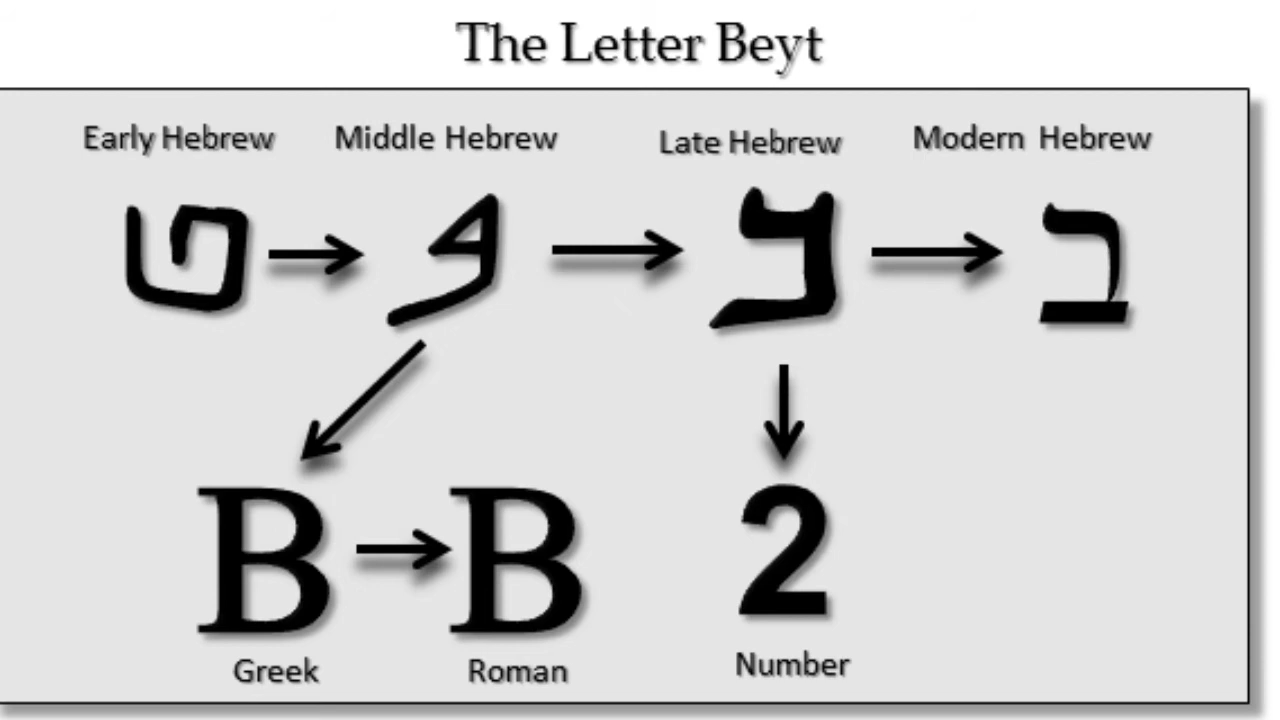 The Letter Beyt
Early Hebrew Middle Hebrew Late Hebrew Modern Hebrew
ב
B B 2
Greek Roman Number